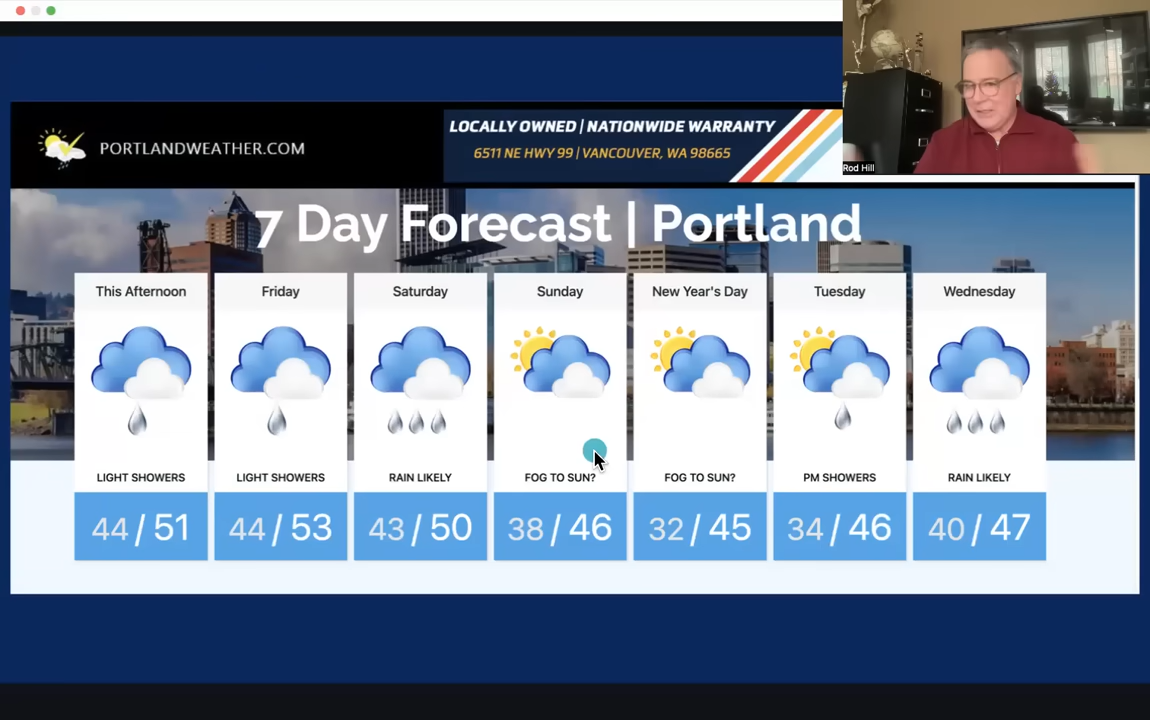 PORTLANDWEATHER.COM
LOCALLY OWNED | NATIONWIDE WARRANTY
6511 NE HWY 99 | VANCOUVER, WA 98665
Rod Hill
7 Day Forecast | Portland
This Afternoon
LIGHT SHOWERS
44 / 51
Friday
LIGHT SHOWERS
44 / 53
Saturday
RAIN LIKELY
43 / 50
Sunday
FOG TO SUN?
38 / 46
New Year's Day
FOG TO SUN?
32 / 45
Tuesday
PM SHOWERS
34 / 46
Wednesday
RAIN LIKELY
40 / 47